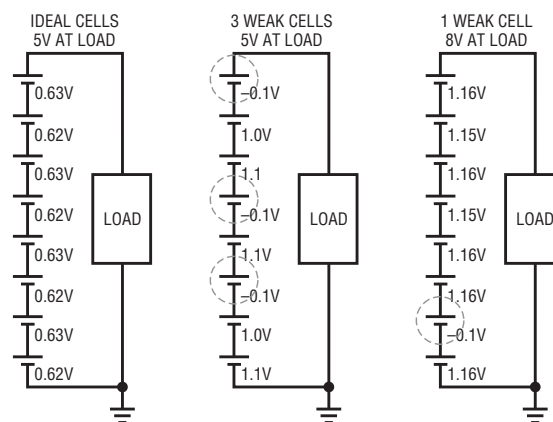 IDEAL CELLS
5V AT LOAD
0.63V
0.62V
0.63V
0.62V
0.63V
0.62V
0.63V
0.62V
LOAD
3 WEAK CELLS
5V AT LOAD
–0.1V
1.0V
1.1
–0.1V
1.1V
–0.1V
1.0V
1.1V
LOAD
1 WEAK CELL
8V AT LOAD
1.16V
1.15V
1.16V
1.15V
1.16V
1.16V
–0.1V
1.16V
LOAD